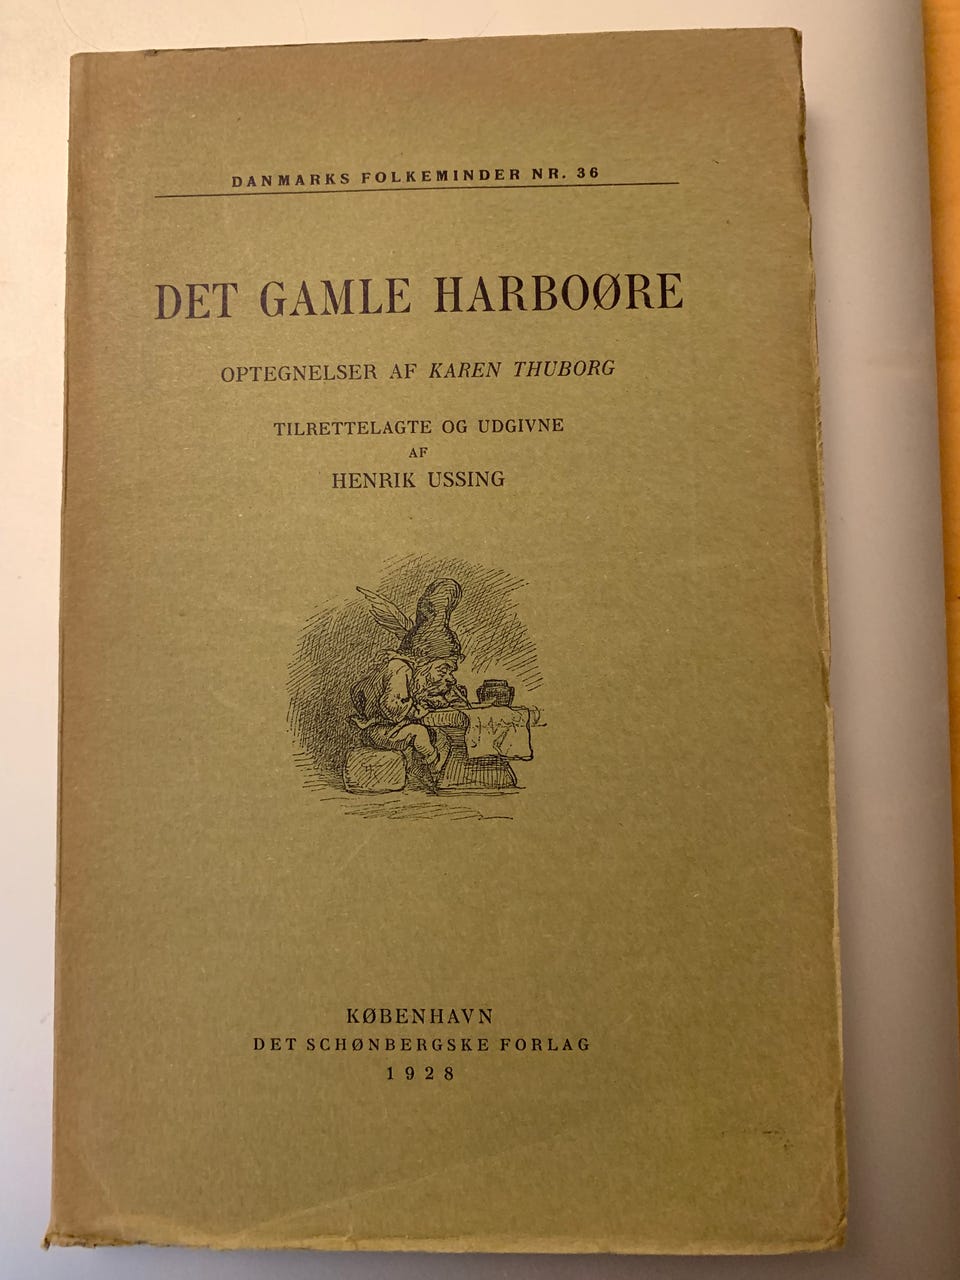 DANMARKS FOLKEMINDER NR. 36
DET GAMLE HARBOØRE
OPTEGNELSER AF KAREN THUBORG
TILRETTELAGTE OG UDGIVNE
AF
HENRIK USSING
KØBENHAVN
DET SCHØNBERGSKE FORLAG
1928